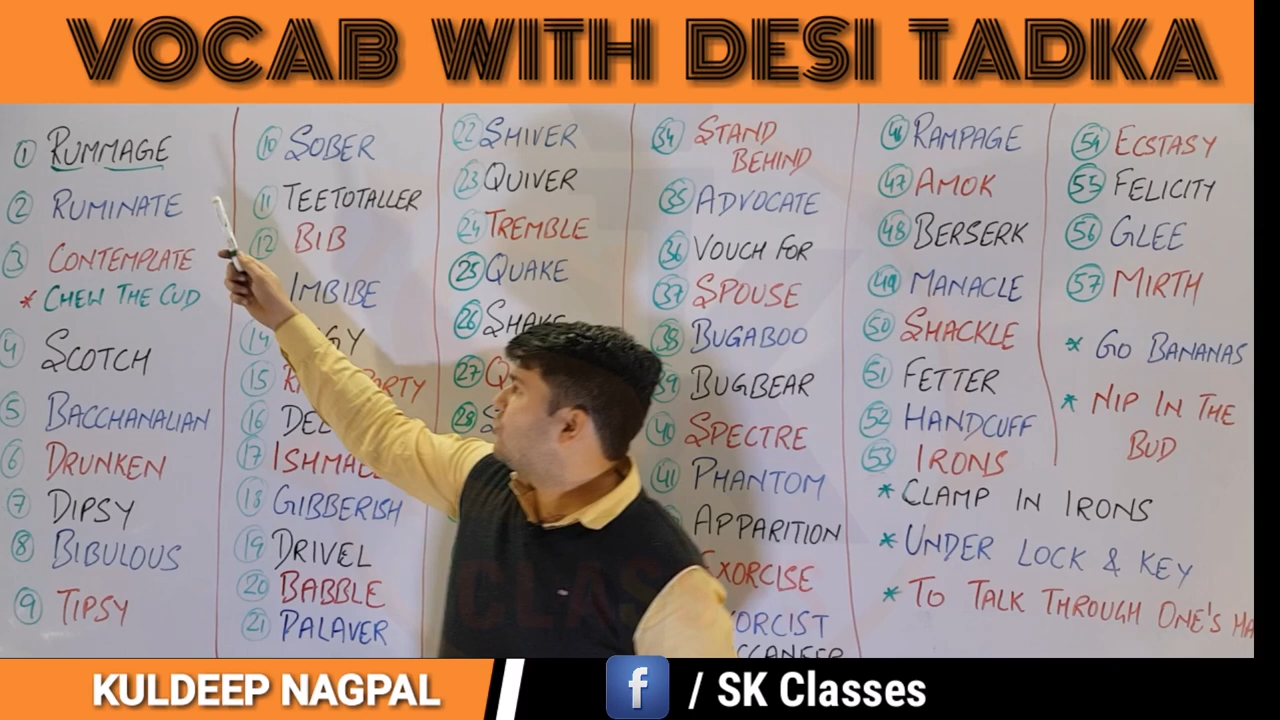 VOCAB WITH DESI TADKA
1 RUMMAGE
2 RUMINATE
3 CONTEMPLATE
* CHEW THE CUD
4 SCOTCH
5 BACCHANALIAN
6 DRUNKEN
7 DIPSY
8 BIBULOUS
9 TIPSY
10 SOBER
11 TEETOTALLER
12 BIB
IMBIBE
14
15
16
17
18 GIBBERISH
19 DRIVEL
20 BABBLE
21 PALAVER
22 SHIVER
23 QUIVER
24 TREMBLE
25 QUAKE
26 SHAKE
27
28
34 STAND
BEHIND
35 ADVOCATE
36 VOUCH FOR
37 SPOUSE
38 BUGABOO
39 BUGBEAR
40 SPECTRE
41 PHANTOM
APPARITION
EXORCISE
46 RAMPAGE
47 AMOK
48 BERSERK
49 MANACLE
50 SHACKLE
51 FETTER
52 HANDCUFF
53 IRONS
* CLAMP IN IRONS
* UNDER LOCK & KEY
* TO TALK THROUGH ONE'S HA
54 ECSTASY
55 FELICITY
56 GLEE
57 MIRTH
* GO BANANAS
* NIP IN THE
BUD
KULDEEP NAGPAL
f / SK Classes